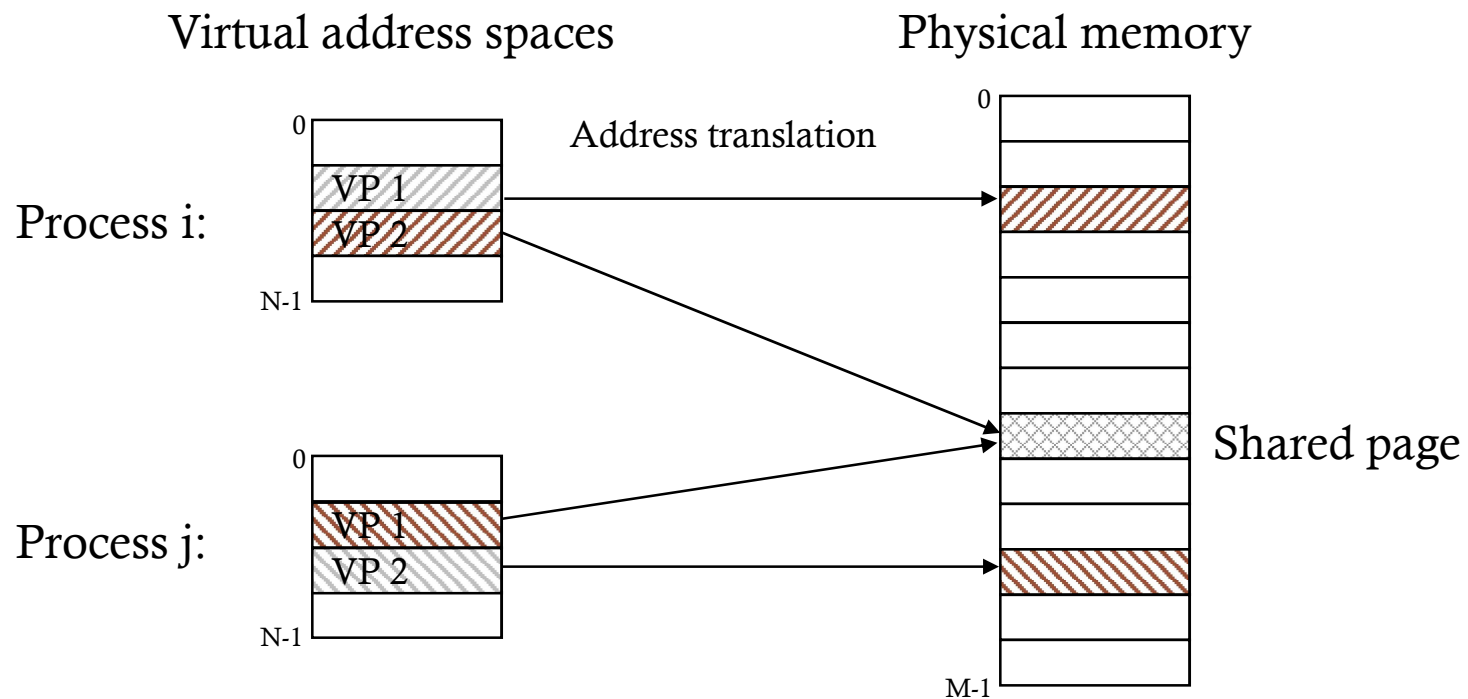 Virtual address spaces
Physical memory
0
0
Address translation
VP 1
VP 2
Process i:
N-1
0
Shared page
VP 1
VP 2
Process j:
N-1
M-1